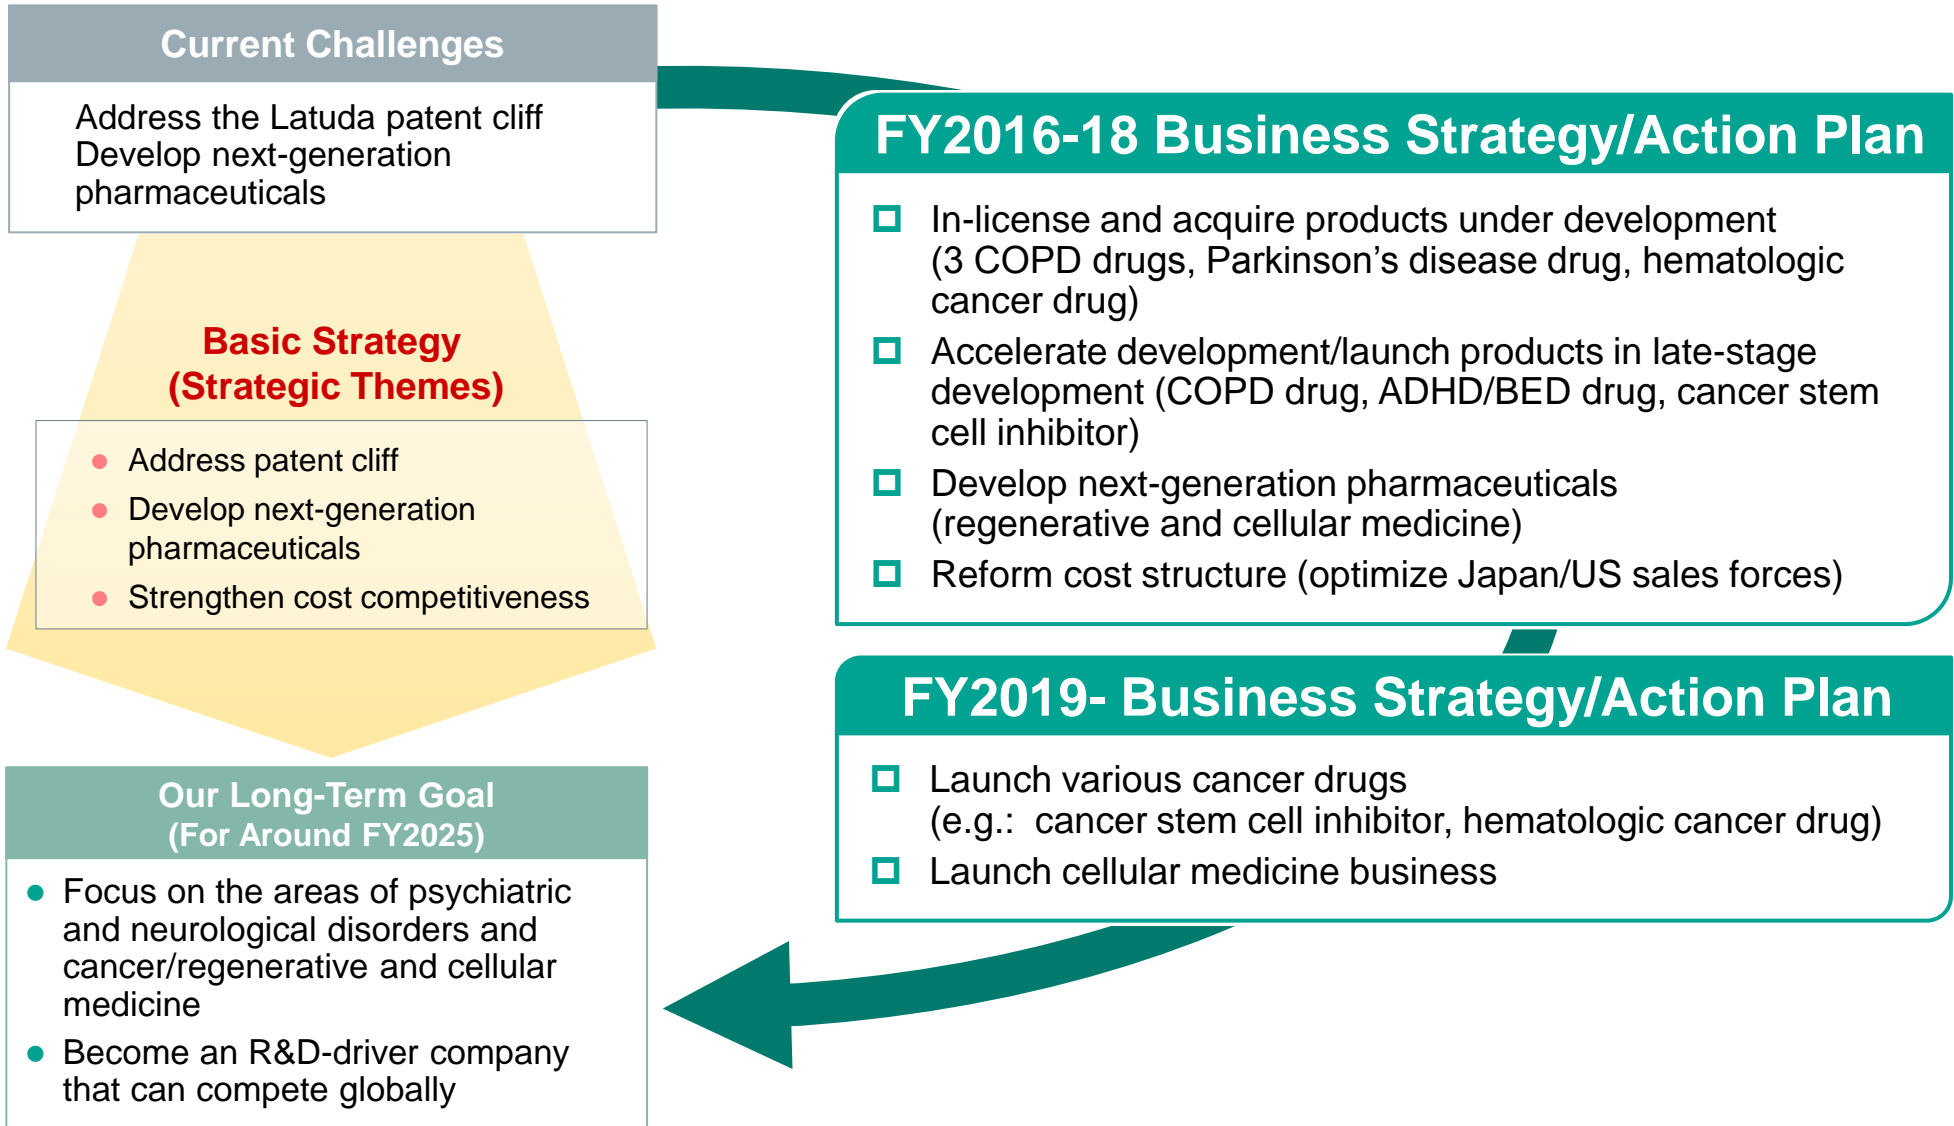 Current Challenges
Address the Latuda patent cliff
Develop next-generation
pharmaceuticals
Basic Strategy
(Strategic Themes)
Address patent cliff
Develop next-generation
pharmaceuticals
Strengthen cost competitiveness
Our Long-Term Goal
(For Around FY2025)
Focus on the areas of psychiatric
and neurological disorders and
cancer/regenerative and cellular
medicine
Become an R&D-driver company
that can compete globally
FY2016-18 Business Strategy/Action Plan
In-license and acquire products under development
(3 COPD drugs, Parkinson’s disease drug, hematologic
cancer drug)
Accelerate development/launch products in late-stage
development (COPD drug, ADHD/BED drug, cancer stem
cell inhibitor)
Develop next-generation pharmaceuticals
(regenerative and cellular medicine)
Reform cost structure (optimize Japan/US sales forces)
FY2019- Business Strategy/Action Plan
Launch various cancer drugs
(e.g.: cancer stem cell inhibitor, hematologic cancer drug)
Launch cellular medicine business